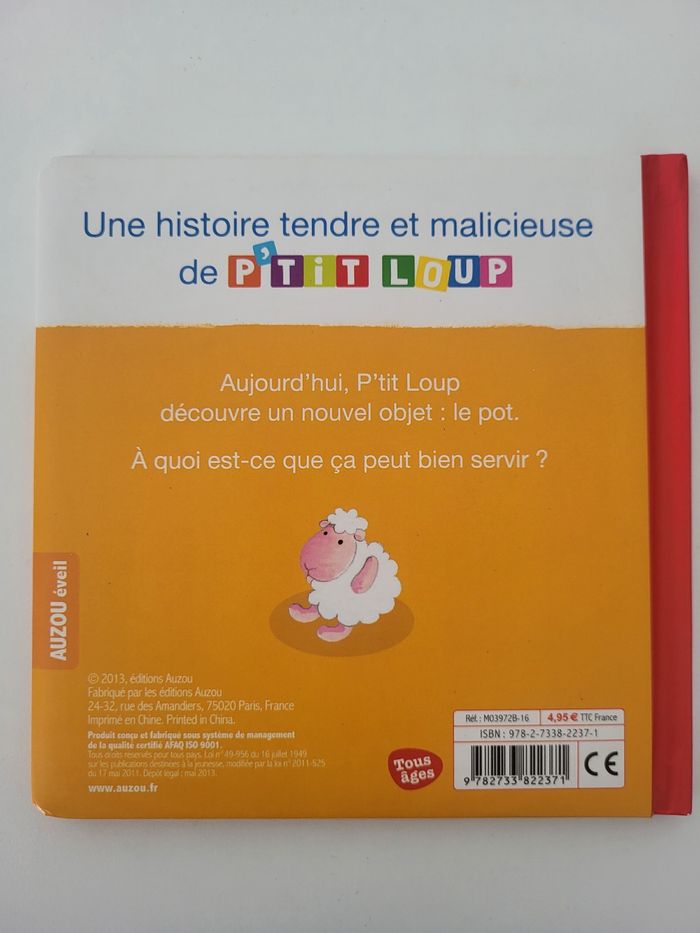 Une histoire tendre et malicieuse
de P'TiT LOUP
Aujourd'hui, P'tit Loup
découvre un nouvel objet : le pot.
À quoi est-ce que ça peut bien servir ?
AUZOU éveil
© 2013, éditions Auzou
Fabriqué par les éditions Auzou
24-32, rue des Amandiers, 75020 Paris, France
Imprimé en Chine. Printed in China.
Produit conçu et fabriqué sous système de management
de la qualité certifié AFAQ ISO 9001.
Tous droits réservés pour tous pays. Loi n° 49-956 du 16 juillet 1949
sur les publications destinées à la jeunesse, modifiée par la loi n° 2011-525
du 17 mai 2011. Dépôt légal : mai 2013.
www.auzou.fr
Tous
âges
Réf. : M03972B-16 4,95 € TTC France
ISBN : 978-2-7338-2237-1
9 782733 822371
CE